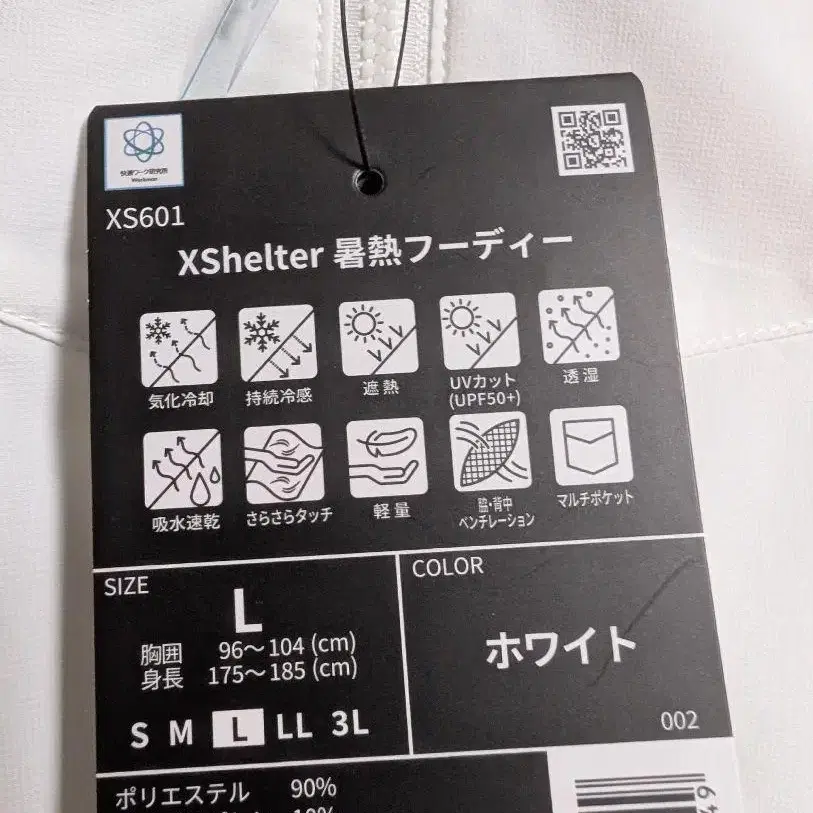 快適ワーク研究所
Workman
XS601
XShelter 暑熱フーディー
気化冷却
持続冷感
遮熱
UVカット
(UPF50+)
透湿
吸水速乾
さらさらタッチ
軽量
脇・背中
ベンチレーション
マルチポケット
SIZE
L
胸囲 96〜104 (cm)
身長 175〜185 (cm)
S M L LL 3L
COLOR
ホワイト
002
ポリエステル 90%